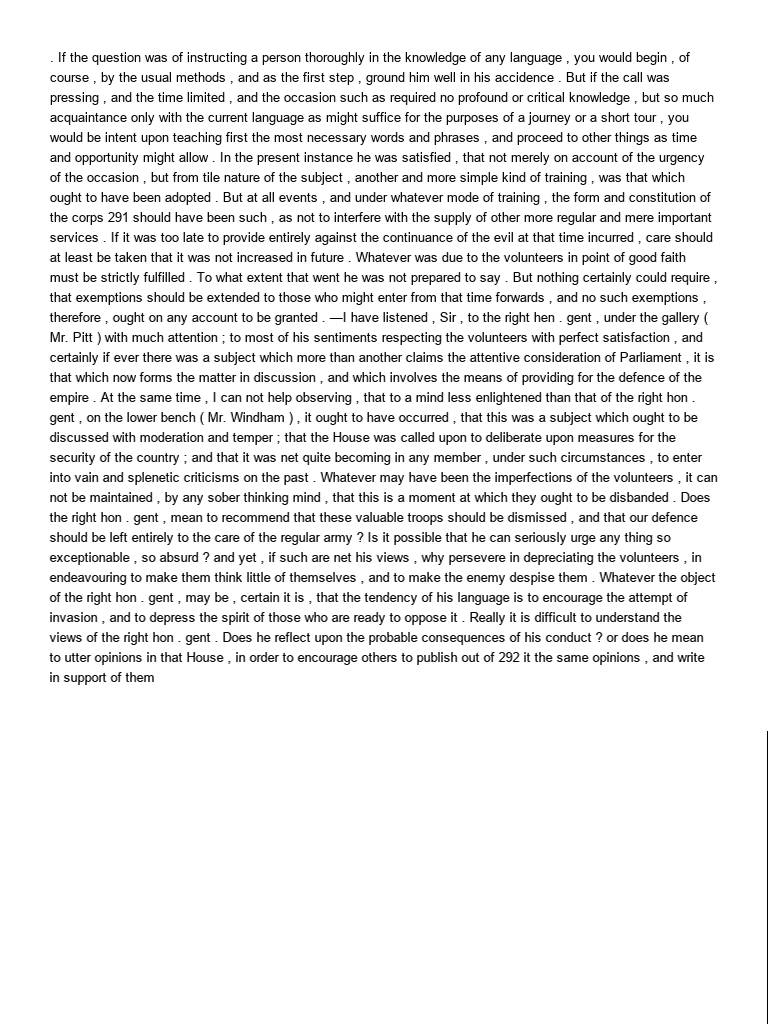 . If the question was of instructing a person thoroughly in the knowledge of any language , you would begin , of
course , by the usual methods , and as the first step , ground him well in his accidence . But if the call was
pressing , and the time limited , and the occasion such as required no profound or critical knowledge , but so much
acquaintance only with the current language as might suffice for the purposes of a journey or a short tour , you
would be intent upon teaching first the most necessary words and phrases , and proceed to other things as time
and opportunity might allow . In the present instance he was satisfied , that not merely on account of the urgency
of the occasion , but from tile nature of the subject , another and more simple kind of training , was that which
ought to have been adopted . But at all events , and under whatever mode of training , the form and constitution of
the corps 291 should have been such , as not to interfere with the supply of other more regular and mere important
services . If it was too late to provide entirely against the continuance of the evil at that time incurred , care should
at least be taken that it was not increased in future . Whatever was due to the volunteers in point of good faith
must be strictly fulfilled . To what extent that went he was not prepared to say . But nothing certainly could require ,
that exemptions should be extended to those who might enter from that time forwards , and no such exemptions ,
therefore , ought on any account to be granted . —I have listened , Sir , to the right hen . gent , under the gallery (
Mr. Pitt ) with much attention ; to most of his sentiments respecting the volunteers with perfect satisfaction , and
certainly if ever there was a subject which more than another claims the attentive consideration of Parliament , it is
that which now forms the matter in discussion , and which involves the means of providing for the defence of the
empire . At the same time , I can not help observing , that to a mind less enlightened than that of the right hon .
gent , on the lower bench ( Mr. Windham ) , it ought to have occurred , that this was a subject which ought to be
discussed with moderation and temper ; that the House was called upon to deliberate upon measures for the
security of the country ; and that it was net quite becoming in any member , under such circumstances , to enter
into vain and splenetic criticisms on the past . Whatever may have been the imperfections of the volunteers , it can
not be maintained , by any sober thinking mind , that this is a moment at which they ought to be disbanded . Does
the right hon . gent , mean to recommend that these valuable troops should be dismissed , and that our defence
should be left entirely to the care of the regular army ? Is it possible that he can seriously urge any thing so
exceptionable , so absurd ? and yet , if such are net his views , why persevere in depreciating the volunteers , in
endeavouring to make them think little of themselves , and to make the enemy despise them . Whatever the object
of the right hon . gent , may be , certain it is , that the tendency of his language is to encourage the attempt of
invasion , and to depress the spirit of those who are ready to oppose it . Really it is difficult to understand the
views of the right hon . gent . Does he reflect upon the probable consequences of his conduct ? or does he mean
to utter opinions in that House , in order to encourage others to publish out of 292 it the same opinions , and write
in support of them